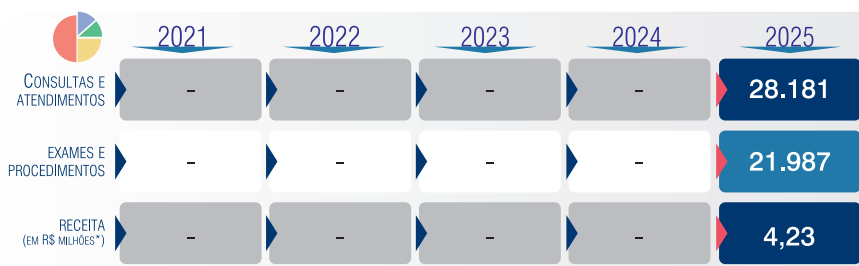 2021 2022 2023 2024 2025
CONSULTAS E
ATENDIMENTOS
- - - - 28.181
EXAMES E
PROCEDIMENTOS
- - - - 21.987
RECEITA
(EM R$ MILHÕES*)
- - - - 4,23